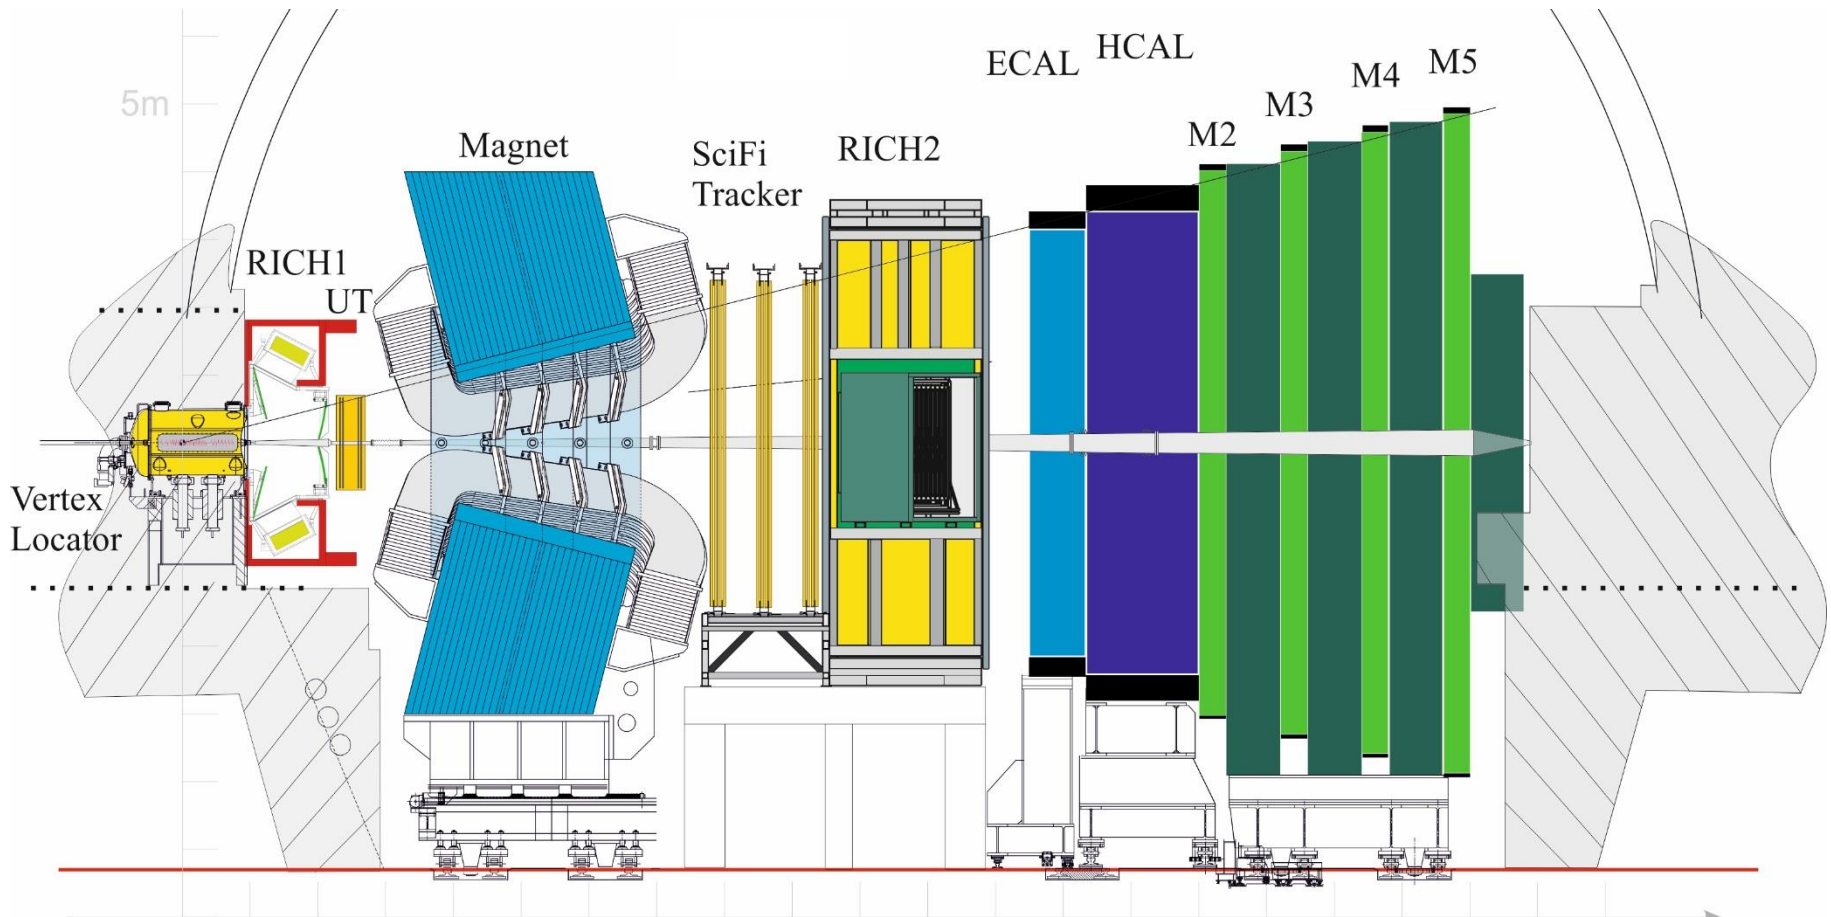 ECAL
HCAL
M5
M4
M3
M2
5m
Magnet
SciFi
Tracker
RICH2
RICH1
UT
Vertex
Locator